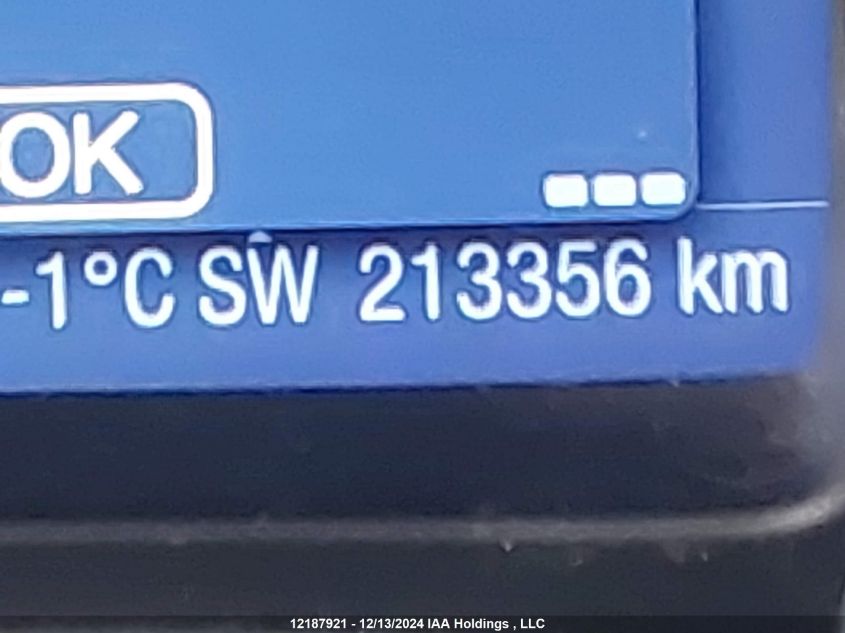 OK
-1°C SW 213356 km
12187921 - 12/13/2024 IAA Holdings , LLC